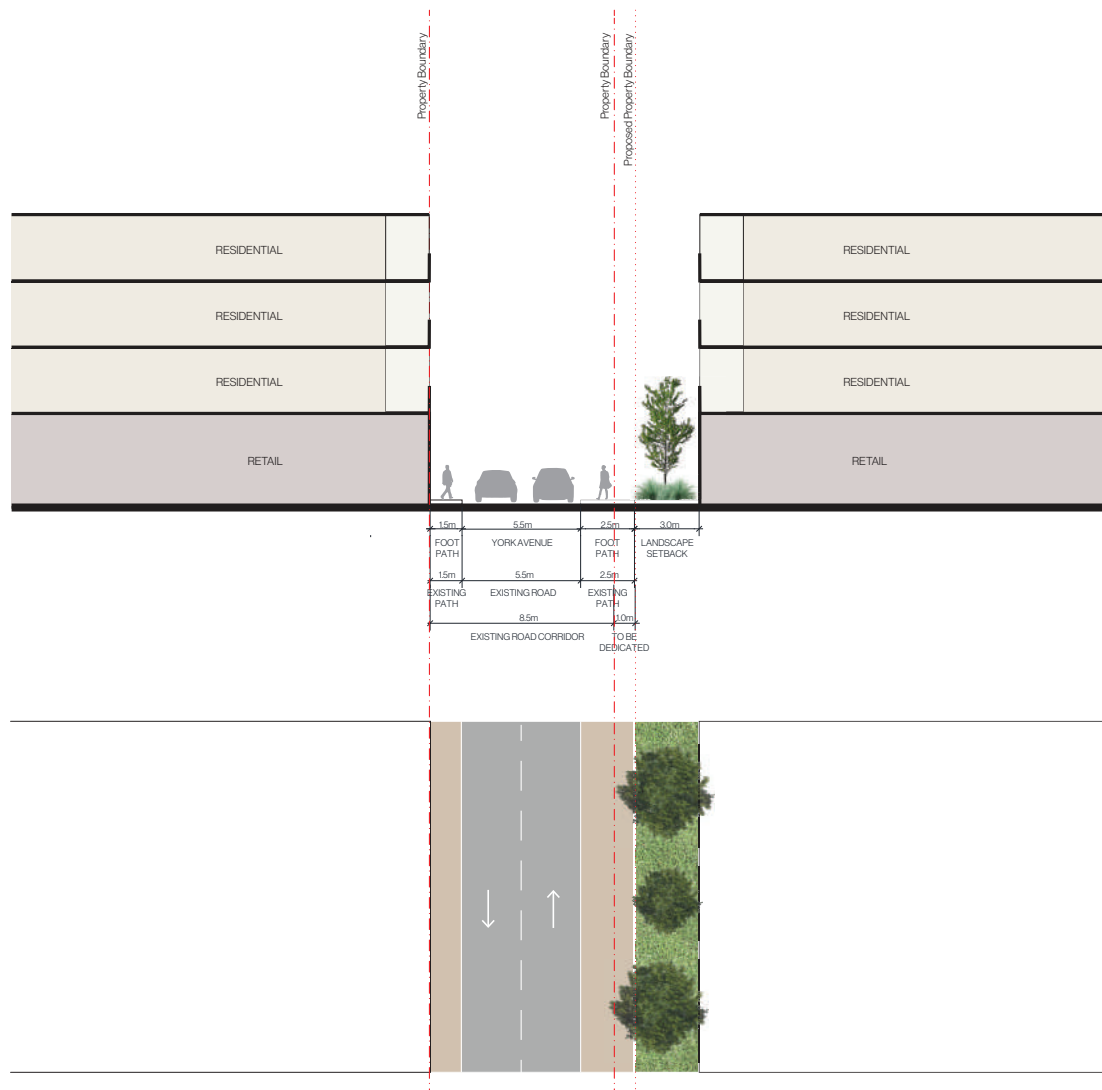 Property Boundary
Property Boundary
Proposed Property Boundary
RESIDENTIAL
RESIDENTIAL
RESIDENTIAL
RESIDENTIAL
RESIDENTIAL
RESIDENTIAL
RETAIL
RETAIL
1.5m
5.5m
2.5m
3.0m
FOOT
PATH
YORK AVENUE
FOOT
PATH
LANDSCAPE
SETBACK
1.5m
5.5m
2.5m
EXISTING
PATH
EXISTING ROAD
EXISTING
PATH
8.5m
1.0m
EXISTING ROAD CORRIDOR
TO BE
DEDICATED